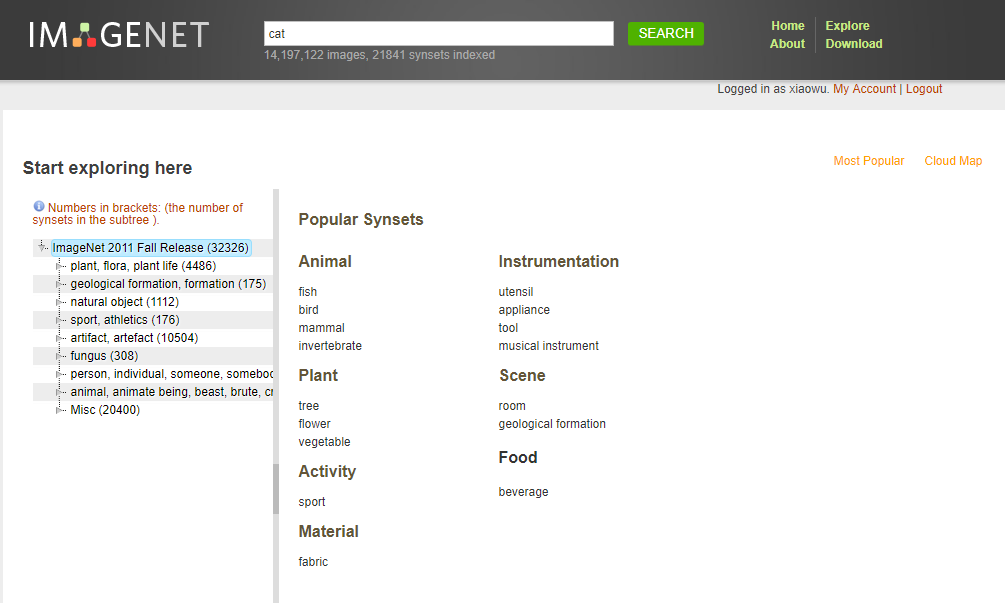 IMAGENET
cat
SEARCH
14,197,122 images, 21841 synsets indexed
Home
Explore
About
Download
Logged in as xiaowu. My Account | Logout
Start exploring here
Most Popular
Cloud Map
Numbers in brackets: (the number of
synsets in the subtree ).
ImageNet 2011 Fall Release (32326)
plant, flora, plant life (4486)
geological formation, formation (175)
natural object (1112)
sport, athletics (176)
artifact, artefact (10504)
fungus (308)
person, individual, someone, somebod
animal, animate being, beast, brute, cr
Misc (20400)
Popular Synsets
Animal
fish
bird
mammal
invertebrate
Plant
tree
flower
vegetable
Activity
sport
Material
fabric
Instrumentation
utensil
appliance
tool
musical instrument
Scene
room
geological formation
Food
beverage